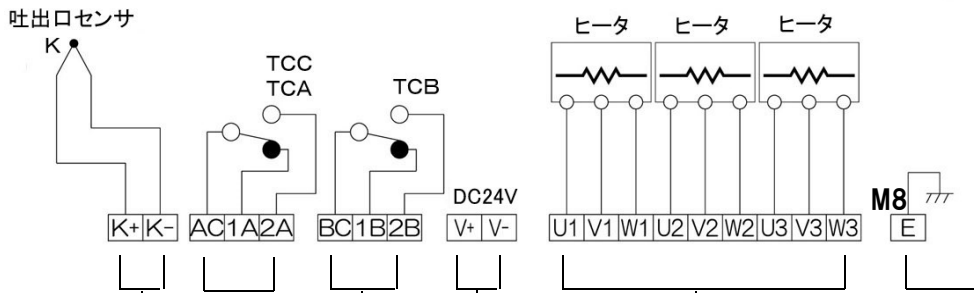 吐出口センサ
K
TCC
TCA
TCB
DC24V
ヒータ ヒータ ヒータ
M8
K+ K-
AC 1A 2A
BC 1B 2B
V+ V-
U1 V1 W1 U2 V2 W2 U3 V3 W3
E